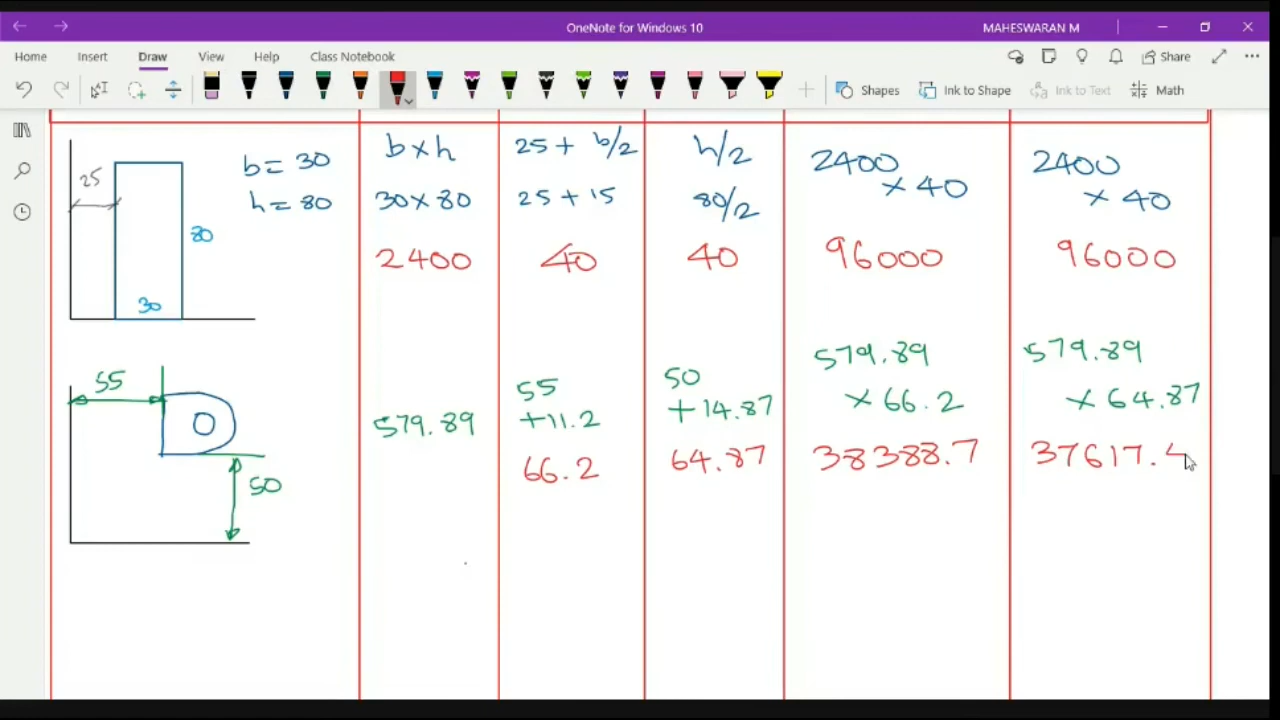 OneNote for Windows 10
MAHESWARAN M
Home Insert Draw View Help Class Notebook
Share
Shapes Ink to Shape Ink to Text Math
25
b = 30
h = 80
80
30
b x h
30 x 80
2400
25 + b/2
25 + 15
40
h/2
80/2
40
2400
x 40
96000
2400
x 40
96000
55
50
579.89
55
+11.2
66.2
50
+14.87
64.87
579.89
x 66.2
38388.7
579.89
x 64.87
37617.4